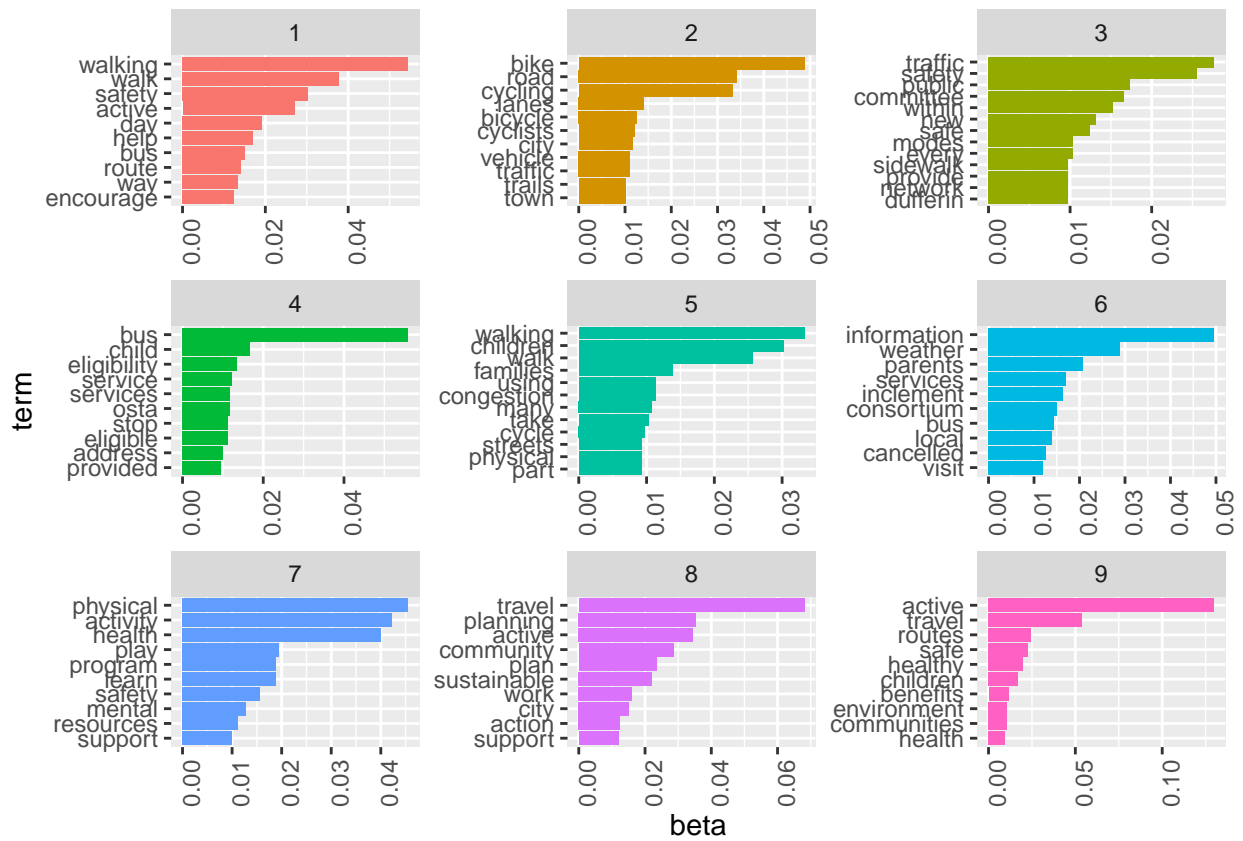 1
walking
walk
safety
active
day
help
bus
route
way
encourage
0.00
0.02
0.04
2
bike
road
cycling
lanes
bicycle
cyclists
city
vehicle
traffic
trails
town
0.00
0.01
0.02
0.03
0.04
0.05
3
traffic
safety
public
committee
within
new
safe
modes
every
sidewalk
provide
network
dufferin
0.00
0.01
0.02
4
bus
child
eligibility
service
services
osta
stop
eligible
address
provided
0.00
0.02
0.04
5
walking
children
walk
families
using
congestion
many
take
cycle
streets
physical
part
0.00
0.01
0.02
0.03
6
information
weather
parents
services
inclement
consortium
bus
local
cancelled
visit
0.00
0.01
0.02
0.03
0.04
0.05
7
physical
activity
health
play
program
learn
safety
mental
resources
support
0.00
0.01
0.02
0.03
0.04
8
travel
planning
active
community
plan
sustainable
work
city
action
support
0.00
0.02
0.04
0.06
9
active
travel
routes
safe
healthy
children
benefits
environment
communities
health
0.00
0.05
0.10
term
beta